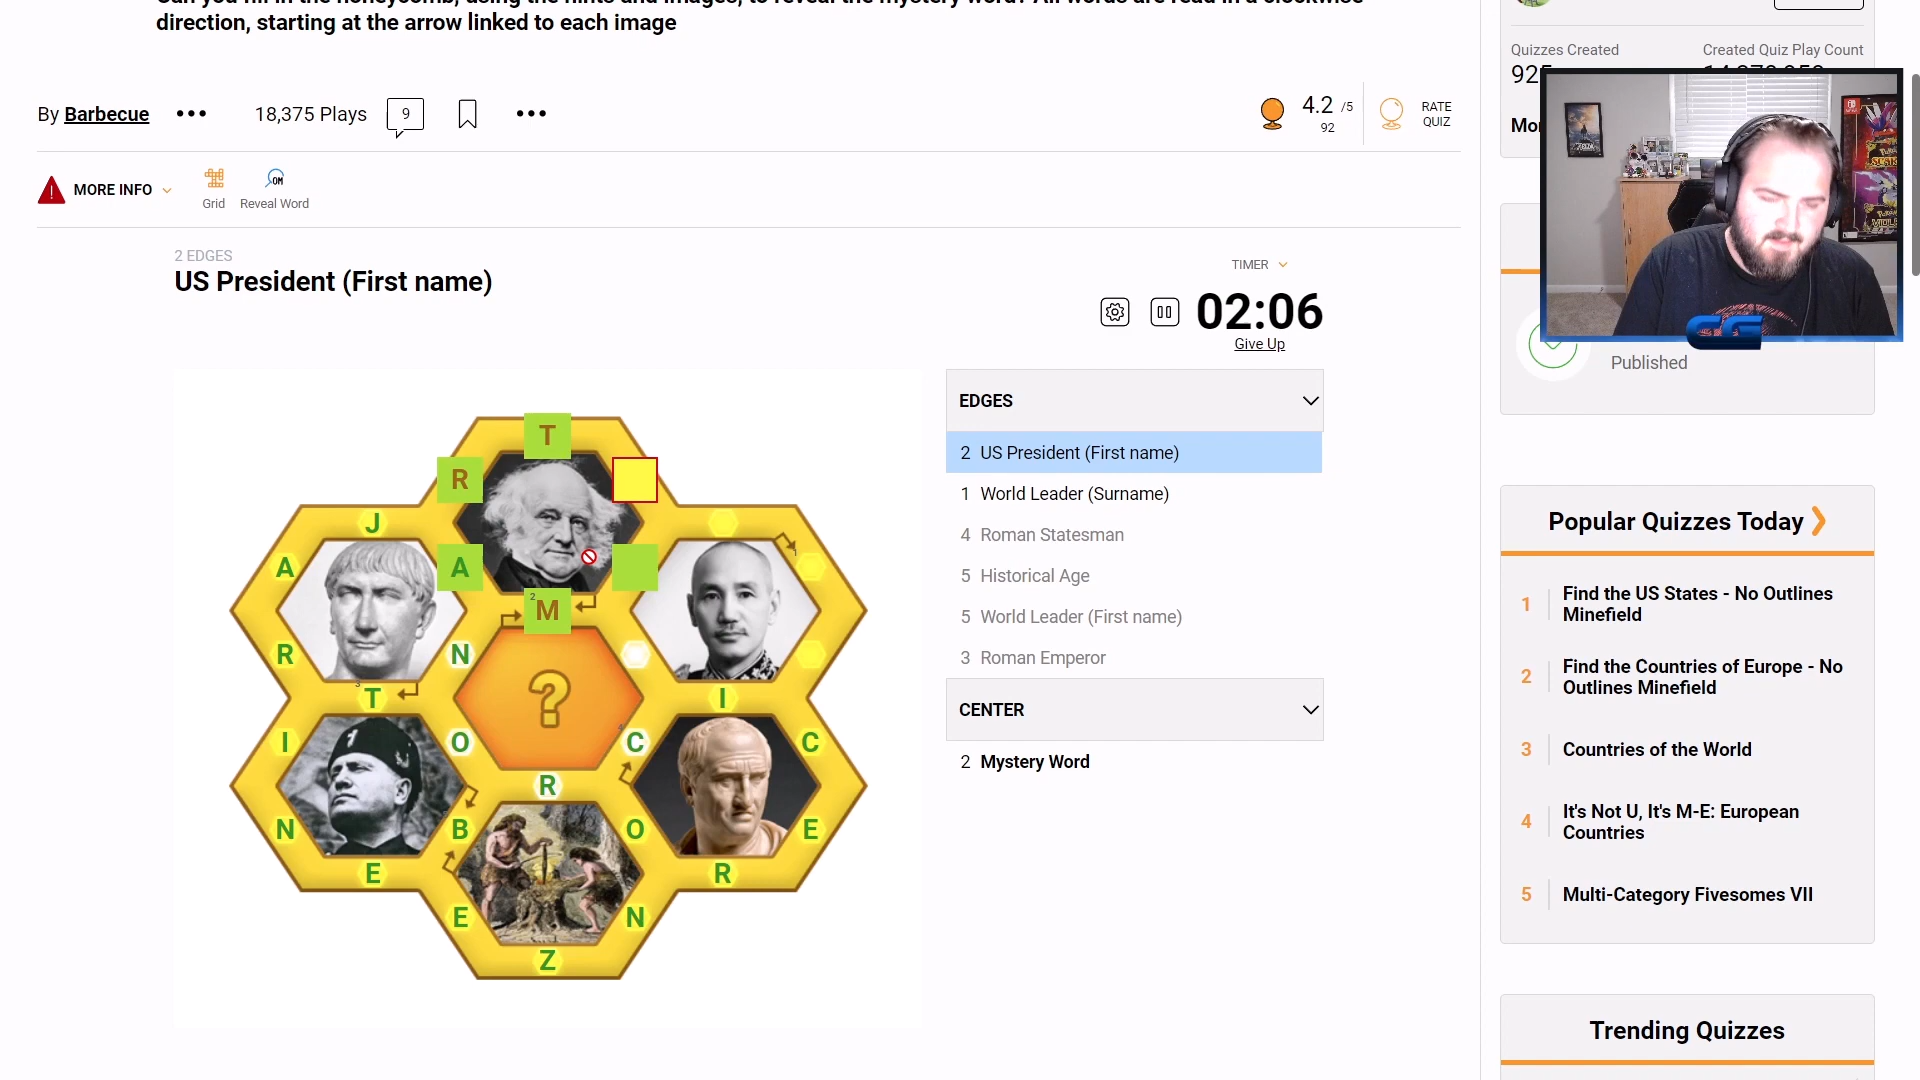 direction, starting at the arrow linked to each image
By Barbecue
18,375 Plays
9
4.2 /5
92
RATE
QUIZ
MORE INFO
Grid
OM
Reveal Word
2 EDGES
US President (First name)
TIMER
02:06
Give Up
T
R
J
A
A
2
M
1
R
N
3
T
I
I
O
C
C
R
N
B
O
E
E
R
E
N
Z
EDGES
2 US President (First name)
1 World Leader (Surname)
4 Roman Statesman
5 Historical Age
5 World Leader (First name)
3 Roman Emperor
CENTER
2 Mystery Word
Quizzes Created
Created Quiz Play Count
CG
Published
Popular Quizzes Today
1 Find the US States - No Outlines
Minefield
2 Find the Countries of Europe - No
Outlines Minefield
3 Countries of the World
4 It's Not U, It's M-E: European
Countries
5 Multi-Category Fivesomes VII
Trending Quizzes